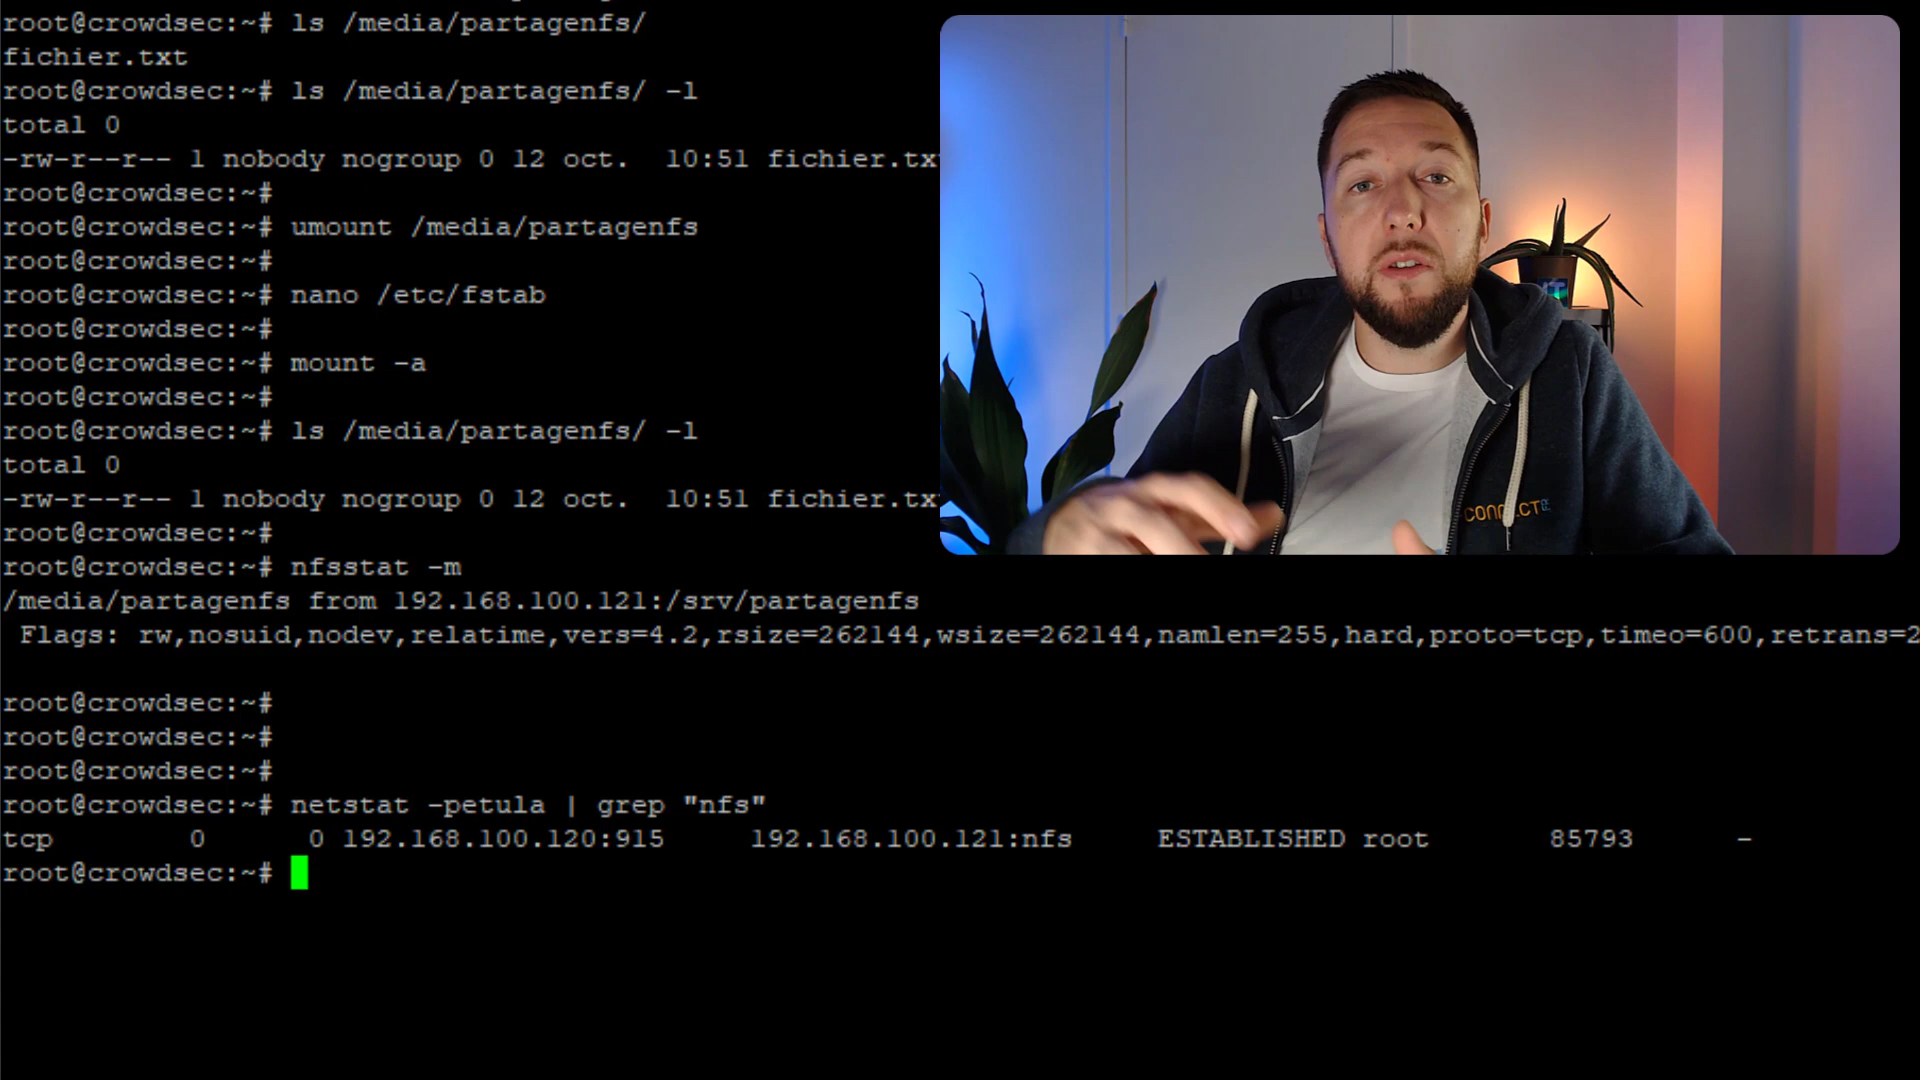 root@crowdsec:~# ls /media/partagenfs/
fichier.txt
root@crowdsec:~# ls /media/partagenfs/ -l
total 0
-rw-r--r-- 1 nobody nogroup 0 12 oct.  10:51 fichier.tx
root@crowdsec:~#
root@crowdsec:~# umount /media/partagenfs
root@crowdsec:~#
root@crowdsec:~# nano /etc/fstab
root@crowdsec:~#
root@crowdsec:~# mount -a
root@crowdsec:~#
root@crowdsec:~# ls /media/partagenfs/ -l
total 0
-rw-r--r-- 1 nobody nogroup 0 12 oct.  10:51 fichier.tx
root@crowdsec:~#
root@crowdsec:~# nfsstat -m
/media/partagenfs from 192.168.100.121:/srv/partagenfs
Flags: rw,nosuid,nodev,relatime,vers=4.2,rsize=262144,wsize=262144,namlen=255,hard,proto=tcp,timeo=600,retrans=2
root@crowdsec:~#
root@crowdsec:~#
root@crowdsec:~#
root@crowdsec:~# netstat -petula | grep "nfs"
tcp 0 0 192.168.100.120:915 192.168.100.121:nfs ESTABLISHED root 85793 -
root@crowdsec:~#
IT